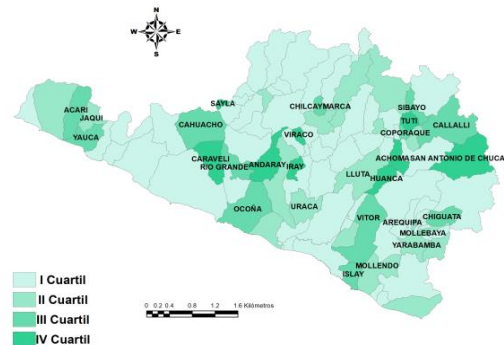 N
W E
S
SAYLA
ACARI
JAQUI
YAUCA
CAHUACHO
CHILCAYMARCA
SIBAYO
TUTI
CALLALLI
COPORAQUE
VIRACO
CARAVELI
RIO GRANDE
ANDARAY
IRAY
ACHOMA
SAN ANTONIO DE CHUCA
LLUTA
HUANCA
OCOÑA
URACA
VITOR
AREQUIPA
CHIGUATA
MOLLEBAYA
YARABAMBA
MOLLENDO
ISLAY
I Cuartil
II Cuartil
III Cuartil
IV Cuartil
0 0.2 0.4 0.8 1.2 1.6 Kilómtros